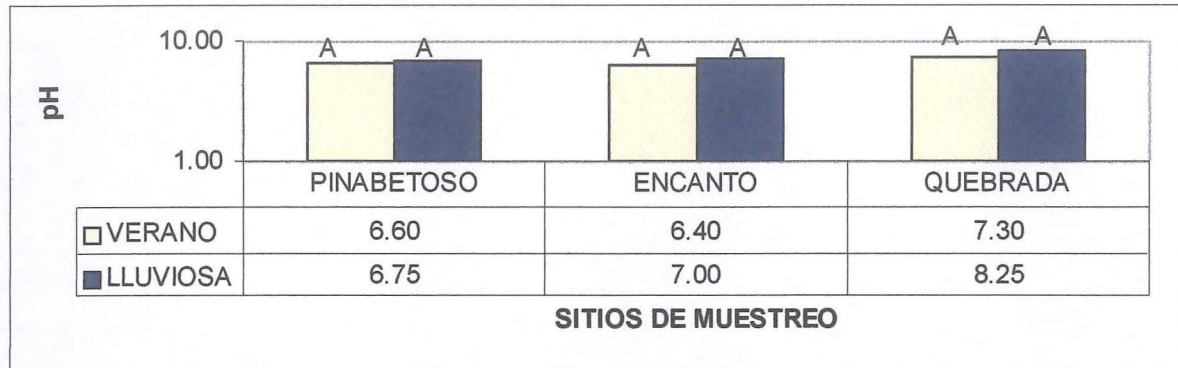 10.00
A A A A A A
pH
1.00
PINABETOSO ENCANTO QUEBRADA
VERANO 6.60 6.40 7.30
LLUVIOSA 6.75 7.00 8.25
SITIOS DE MUESTREO